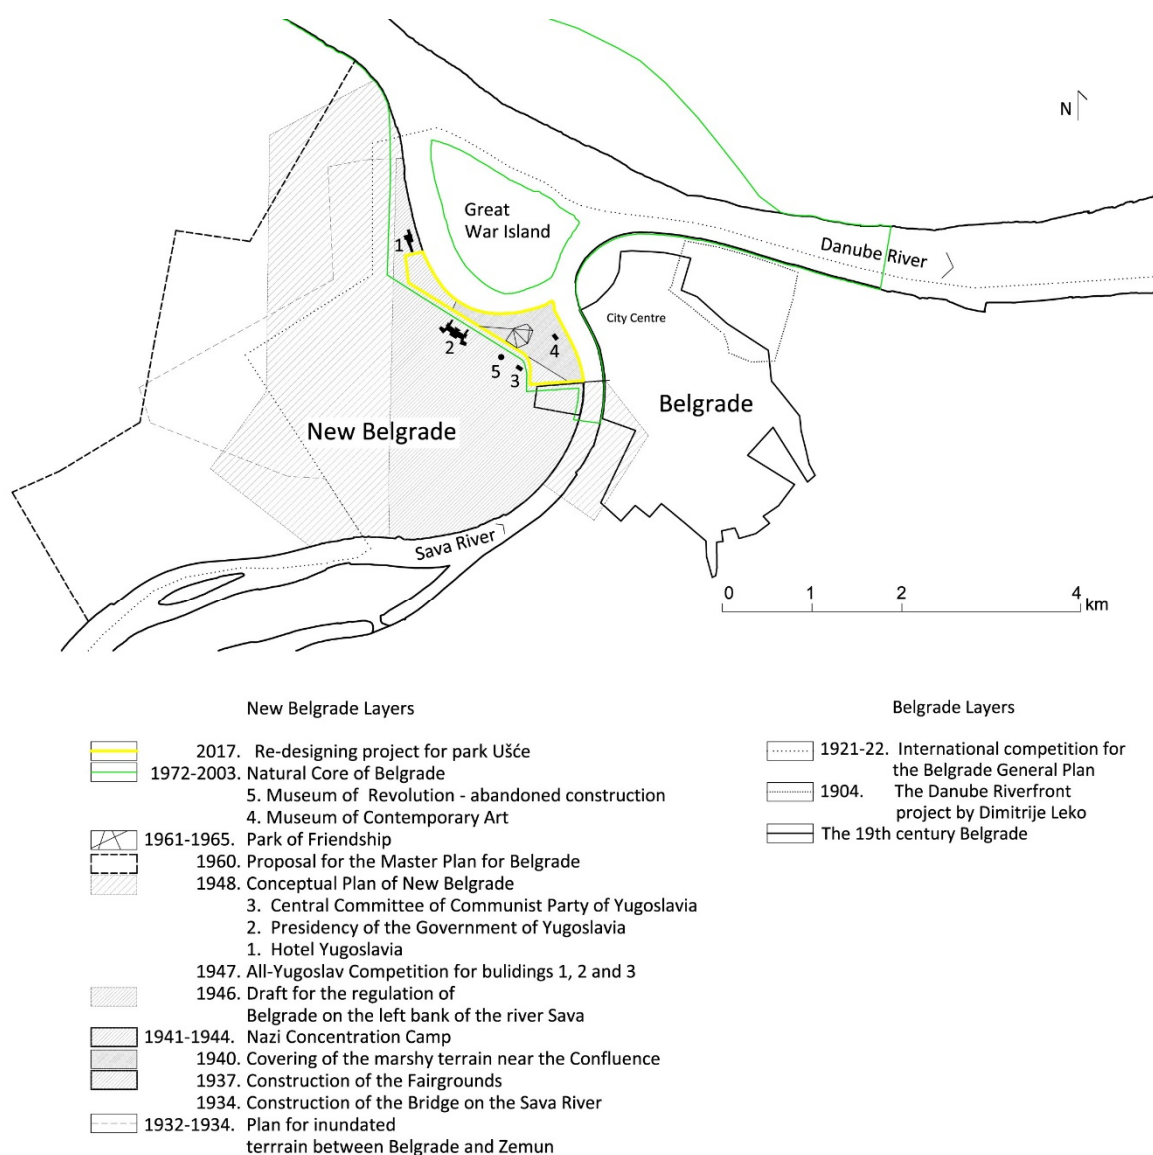 N
Great
War Island
Danube River
1
City Centre
2
4
5
3
Belgrade
New Belgrade
Sava River
0 1 2 4
km
New Belgrade Layers
2017. Re-designing project for park Ušće
1972-2003. Natural Core of Belgrade
5. Museum of Revolution - abandoned construction
4. Museum of Contemporary Art
1961-1965. Park of Friendship
1960. Proposal for the Master Plan for Belgrade
1948. Conceptual Plan of New Belgrade
3. Central Committee of Communist Party of Yugoslavia
2. Presidency of the Government of Yugoslavia
1. Hotel Yugoslavia
1947. All-Yugoslav Competition for bulidings 1, 2 and 3
1946. Draft for the regulation of
Belgrade on the left bank of the river Sava
1941-1944. Nazi Concentration Camp
1940. Covering of the marshy terrain near the Confluence
1937. Construction of the Fairgrounds
1934. Construction of the Bridge on the Sava River
1932-1934. Plan for inundated
terrrain between Belgrade and Zemun
Belgrade Layers
1921-22. International competition for
the Belgrade General Plan
1904. The Danube Riverfront
project by Dimitrije Leko
The 19th century Belgrade